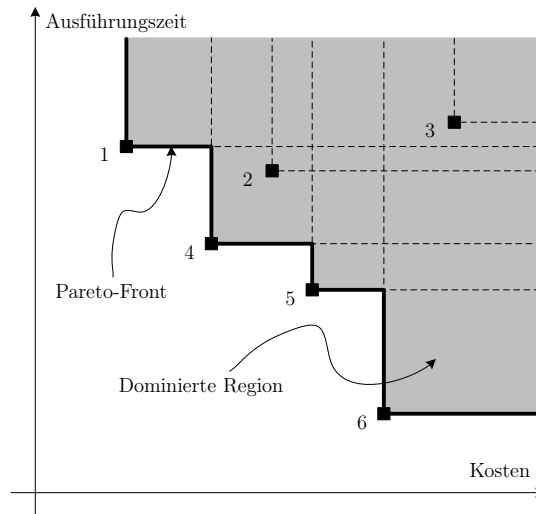 Ausführungszeit
3
1
2
4
Pareto-Front
5
Dominierte Region
6
Kosten